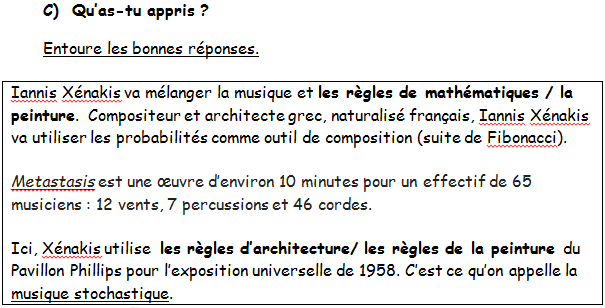 C) Qu’as-tu appris ?
Entoure les bonnes réponses.
Iannis Xénakis va mélanger la musique et les règles de mathématiques / la
peinture. Compositeur et architecte grec, naturalisé français, Iannis Xénakis
va utiliser les probabilités comme outil de composition (suite de Fibonacci).
Metastasis est une œuvre d’environ 10 minutes pour un effectif de 65
musiciens : 12 vents, 7 percussions et 46 cordes.
Ici, Xénakis utilise les règles d’architecture/ les règles de la peinture du
Pavillon Phillips pour l’exposition universelle de 1958. C’est ce qu’on appelle la
musique stochastique.